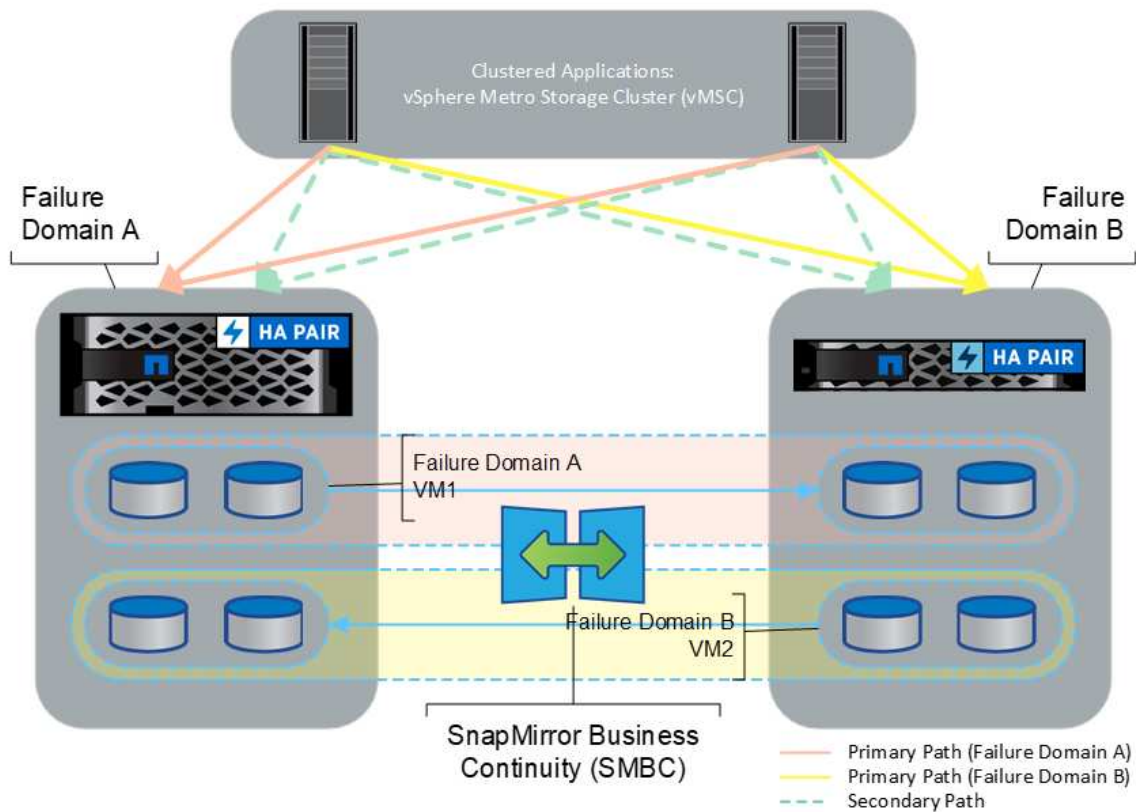 Clustered Applications:
vSphere Metro Storage Cluster (vMSC)
Failure
Domain A
Failure
Domain B
HA PAIR
HA PAIR
Failure Domain A
VM1
Failure Domain B
VM2
SnapMirror Business
Continuity (SMBC)
Primary Path (Failure Domain A)
Primary Path (Failure Domain B)
Secondary Path